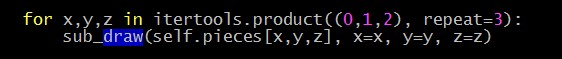 for x,y,z in itertools.product((0,1,2), repeat=3):
    sub_draw(self.pieces[x,y,z], x=x, y=y, z=z)